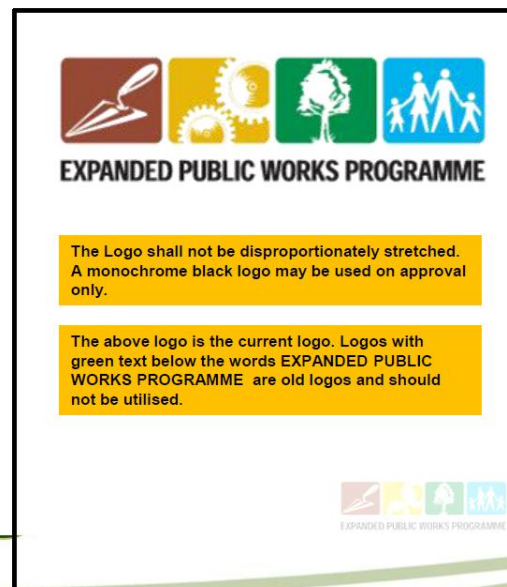 EXPANDED PUBLIC WORKS PROGRAMME
The Logo shall not be disproportionately stretched.
A monochrome black logo may be used on approval
only.
The above logo is the current logo. Logos with
green text below the words EXPANDED PUBLIC
WORKS PROGRAMME are old logos and should
not be utilised.
EXPANDED PUBLIC WORKS PROGRAMME